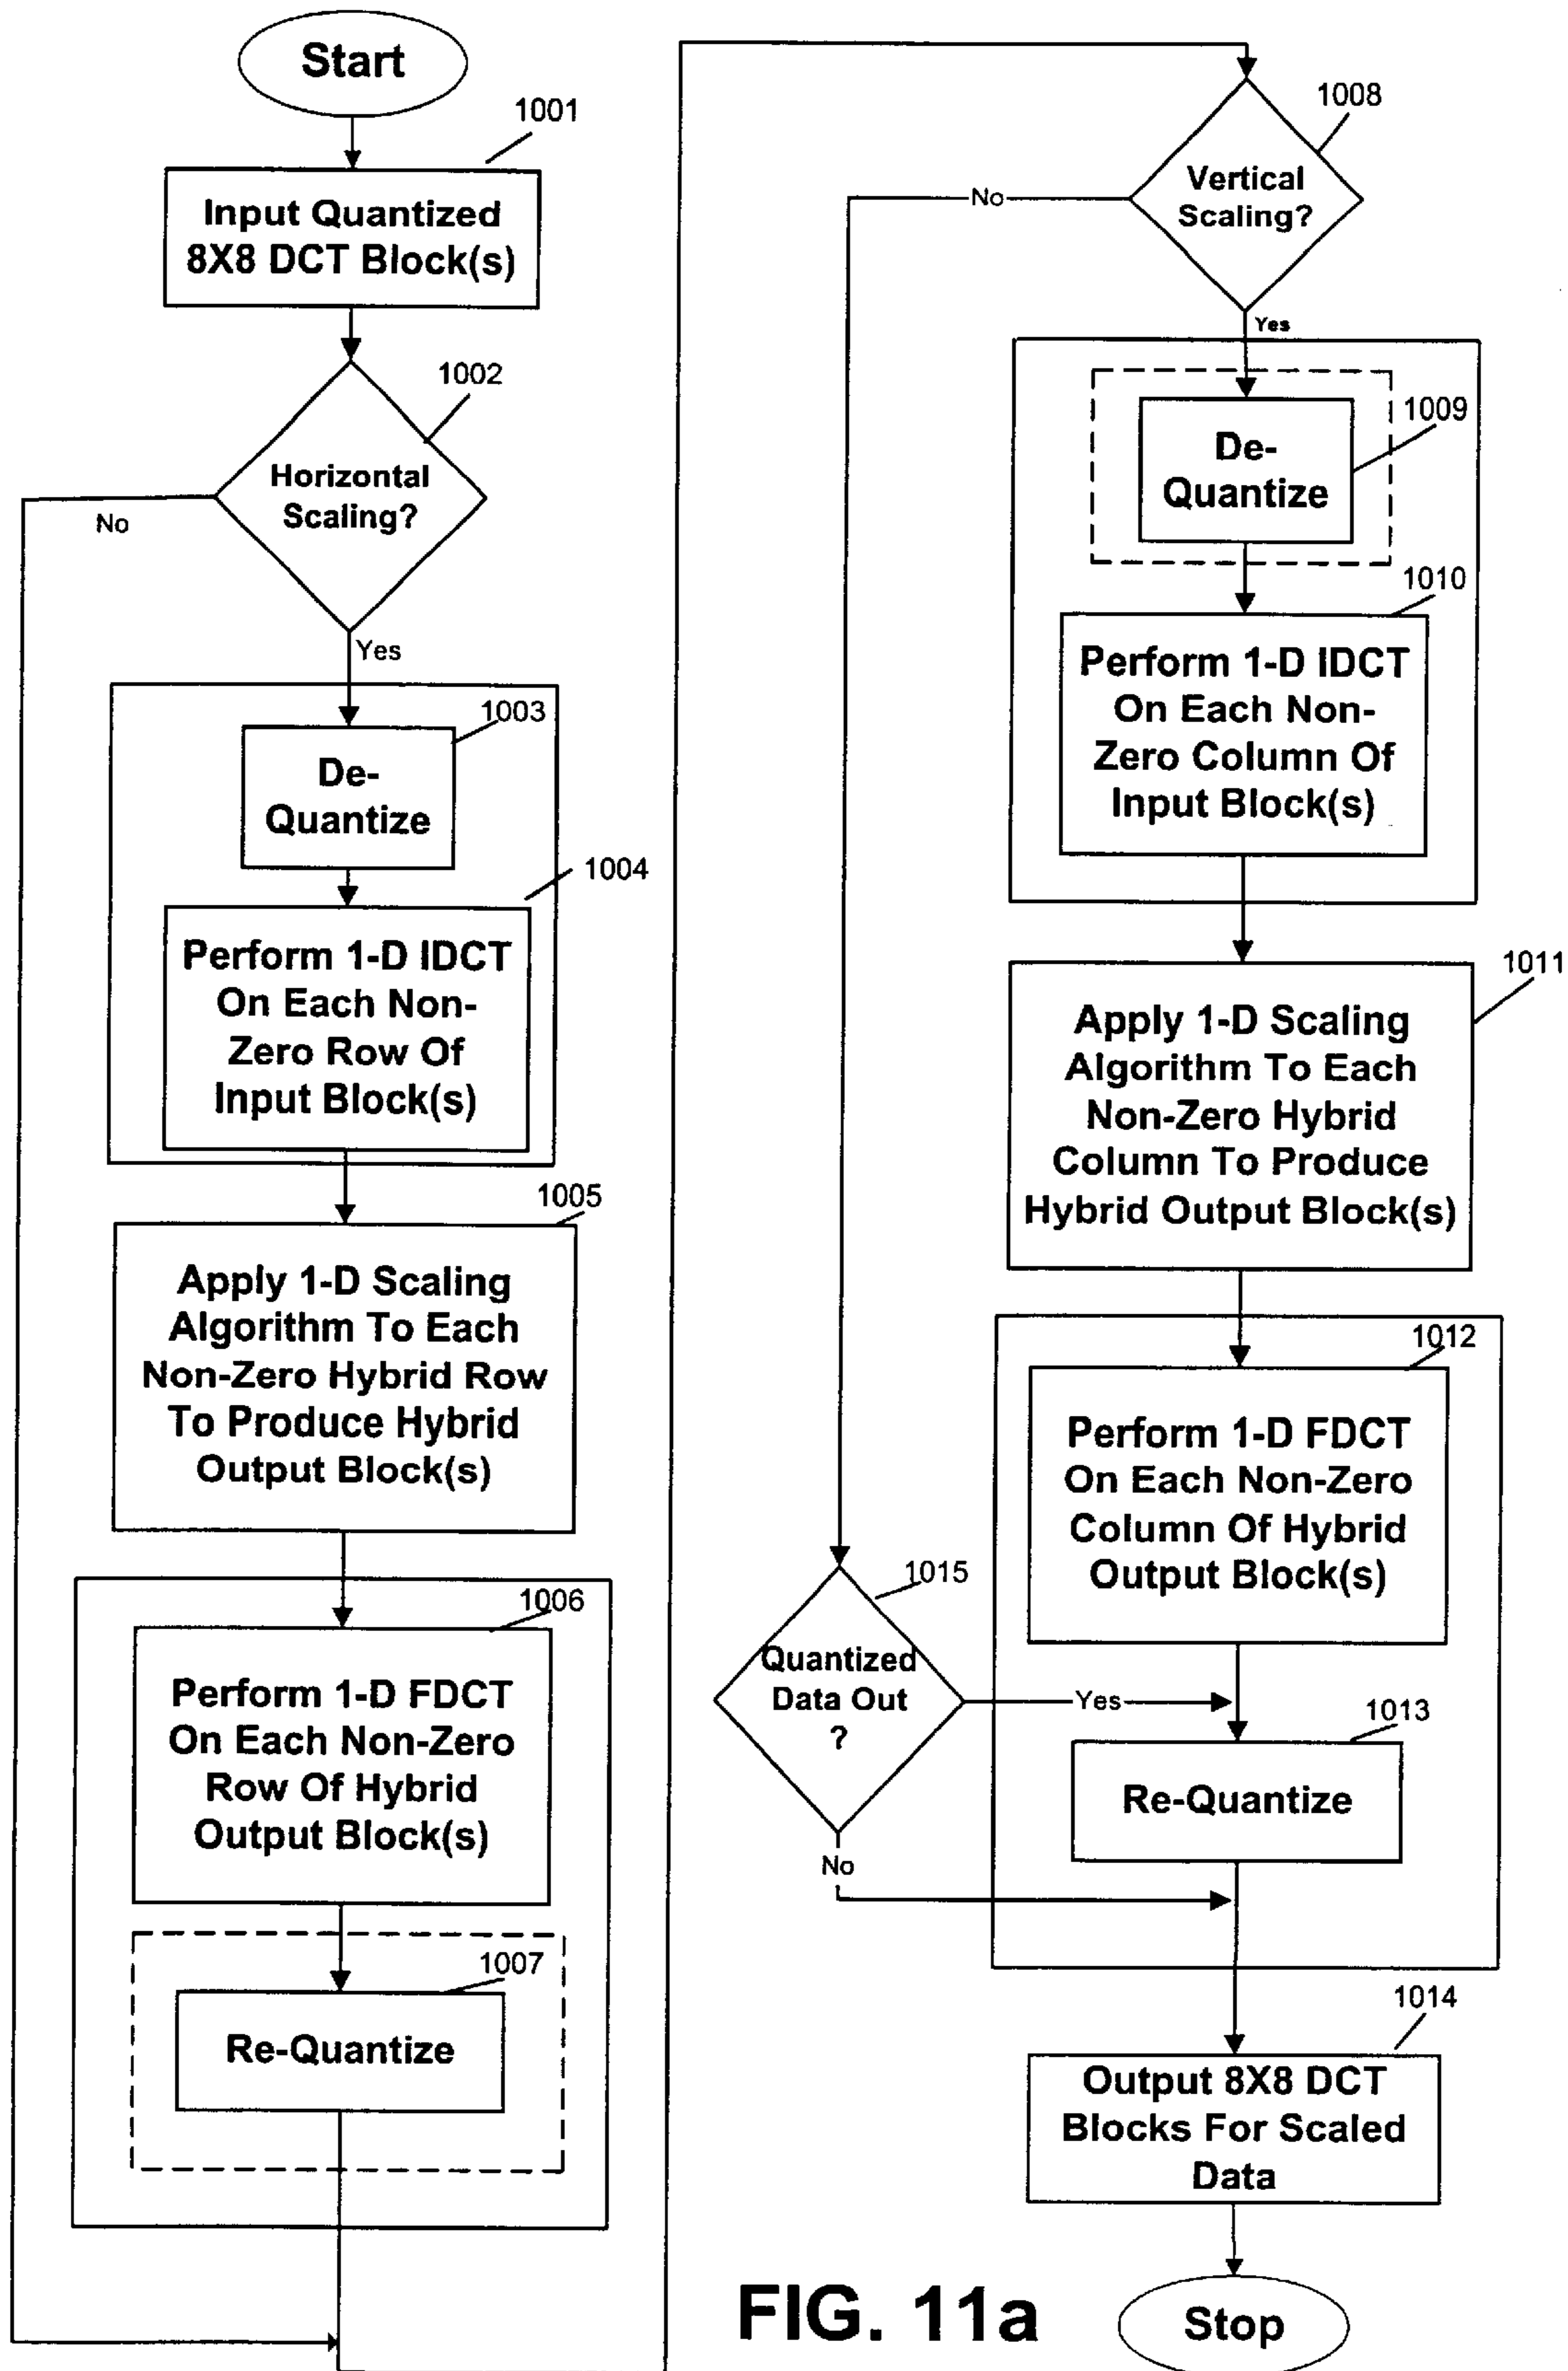 Start
1001
Input Quantized
8X8 DCT Block(s)
1002
Horizontal
Scaling?
No
Yes
1003
De-
Quantize
1004
Perform 1-D IDCT
On Each Non-
Zero Row Of
Input Block(s)
1005
Apply 1-D Scaling
Algorithm To Each
Non-Zero Hybrid Row
To Produce Hybrid
Output Block(s)
1006
Perform 1-D FDCT
On Each Non-Zero
Row Of Hybrid
Output Block(s)
1007
Re-Quantize
1008
Vertical
Scaling?
No
Yes
1009
De-
Quantize
1010
Perform 1-D IDCT
On Each Non-
Zero Column Of
Input Block(s)
1011
Apply 1-D Scaling
Algorithm To Each
Non-Zero Hybrid
Column To Produce
Hybrid Output Block(s)
1012
Perform 1-D FDCT
On Each Non-Zero
Column Of Hybrid
Output Block(s)
1015
Quantized
Data Out
?
Yes
No
1013
Re-Quantize
1014
Output 8X8 DCT
Blocks For Scaled
Data
Stop
FIG. 11a